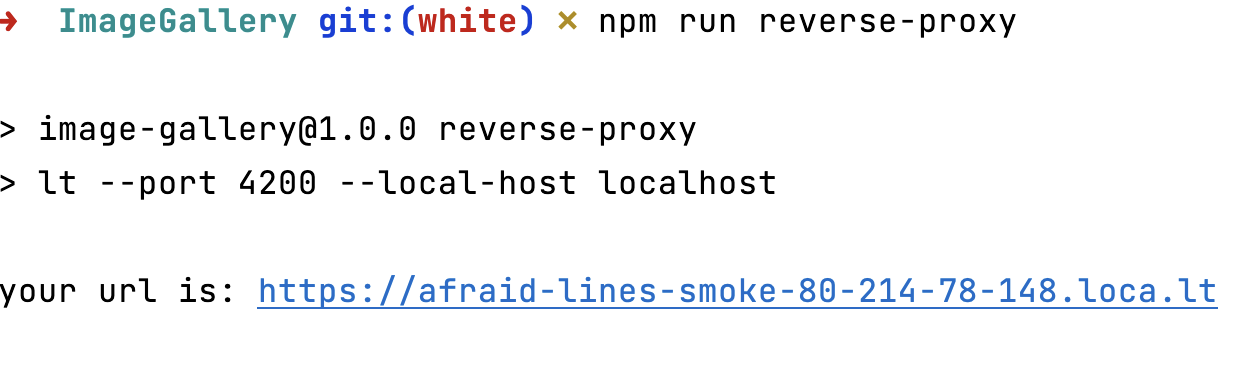 ➜  ImageGallery git:(white) ✗ npm run reverse-proxy
> image-gallery@1.0.0 reverse-proxy
> lt --port 4200 --local-host localhost
your url is: https://afraid-lines-smoke-80-214-78-148.loca.lt